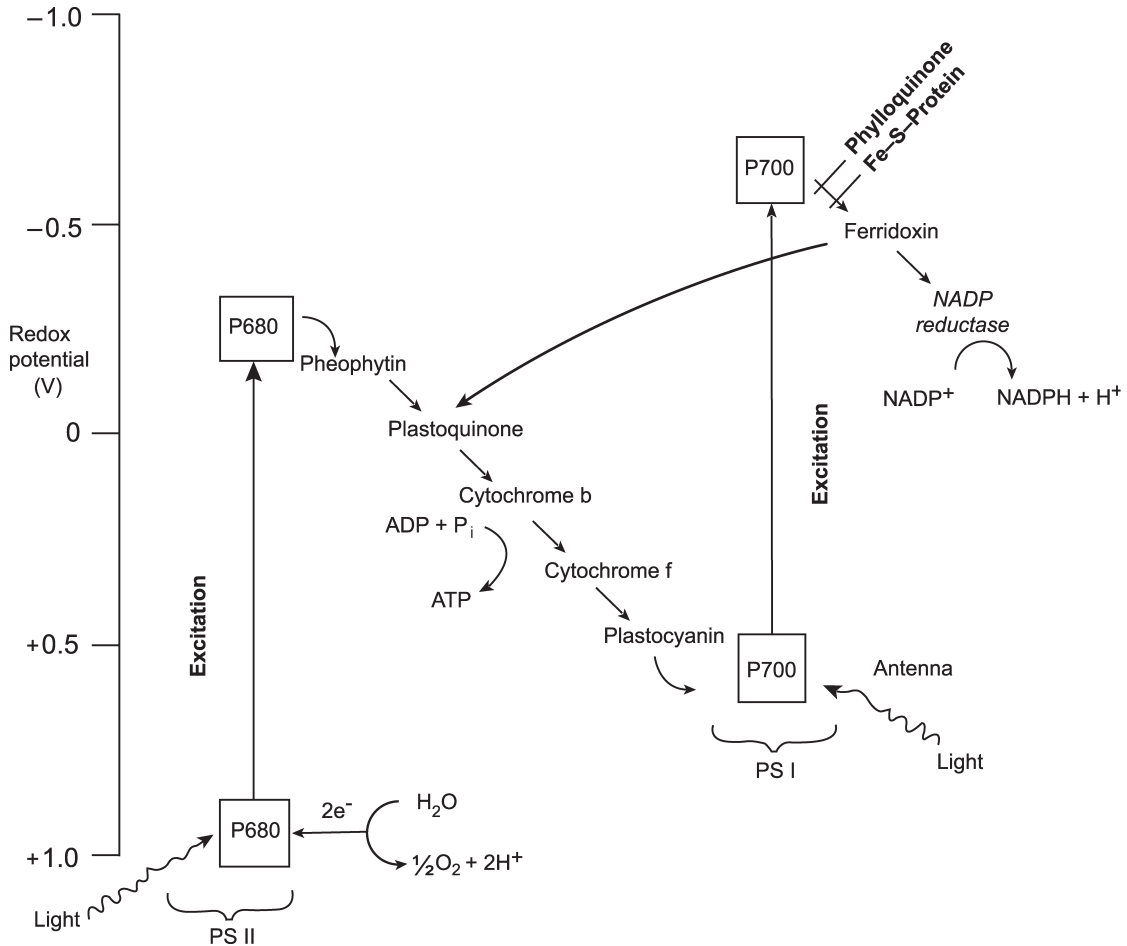 –1.0
Phylloquinone
Fe–S–Protein
P700
–0.5
Ferridoxin
NADP
reductase
P680
Redox
potential
(V)
Pheophytin
NADP+
NADPH + H+
0
Plastoquinone
Excitation
Cytochrome b
ADP + Pi
Cytochrome f
ATP
Excitation
+0.5
Plastocyanin
P700
Antenna
Light
PS I
2e-
H2O
P680
½O2 + 2H+
+1.0
Light
PS II